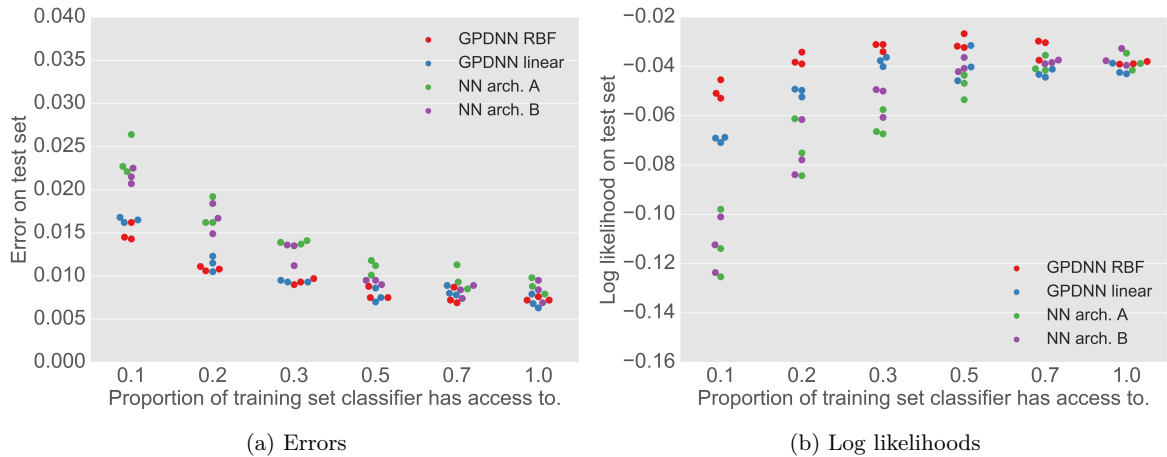 0.040
0.035
0.030
0.025
0.020
0.015
0.010
0.005
0.000
Error on test set
GPDNN RBF
GPDNN linear
NN arch. A
NN arch. B
0.1 0.2 0.3 0.5 0.7 1.0
Proportion of training set classifier has access to.
(a) Errors
−0.02
−0.04
−0.06
−0.08
−0.10
−0.12
−0.14
−0.16
Log likelihood on test set
GPDNN RBF
GPDNN linear
NN arch. A
NN arch. B
0.1 0.2 0.3 0.5 0.7 1.0
Proportion of training set classifier has access to.
(b) Log likelihoods